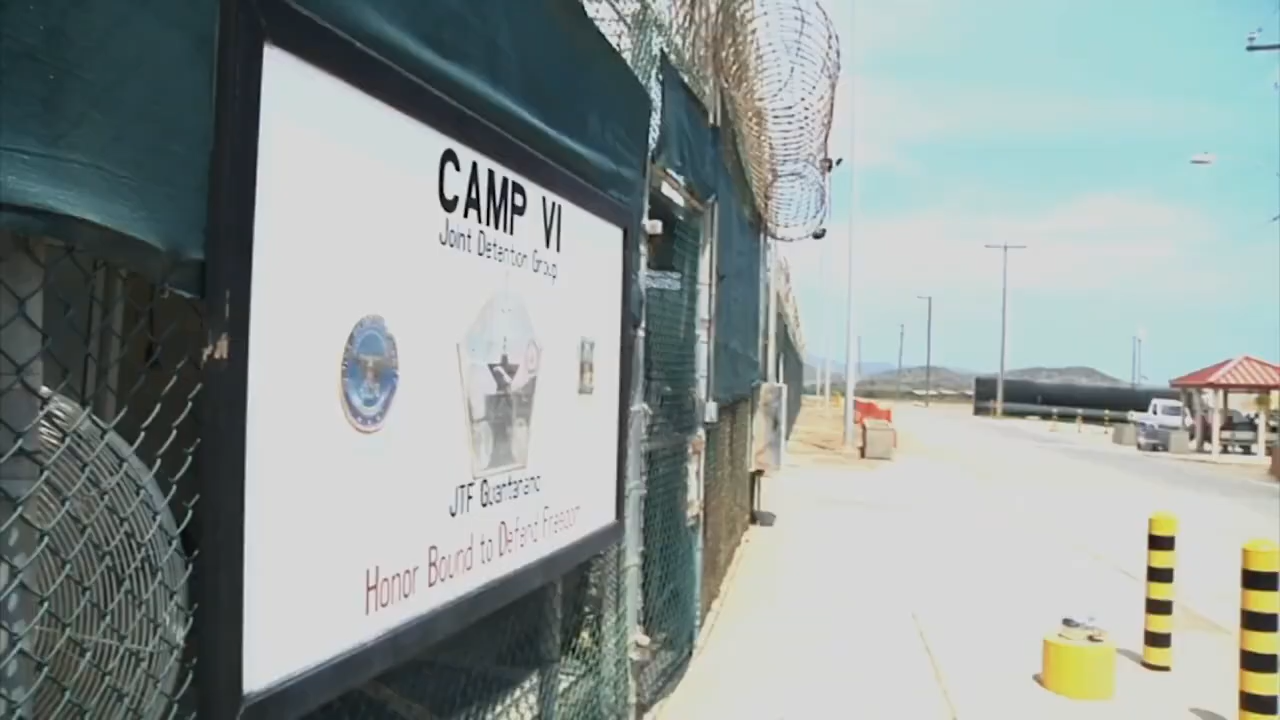 CAMP VI
Joint Detention Group
JTF Guantanamo
Honor Bound to Defend Freedom